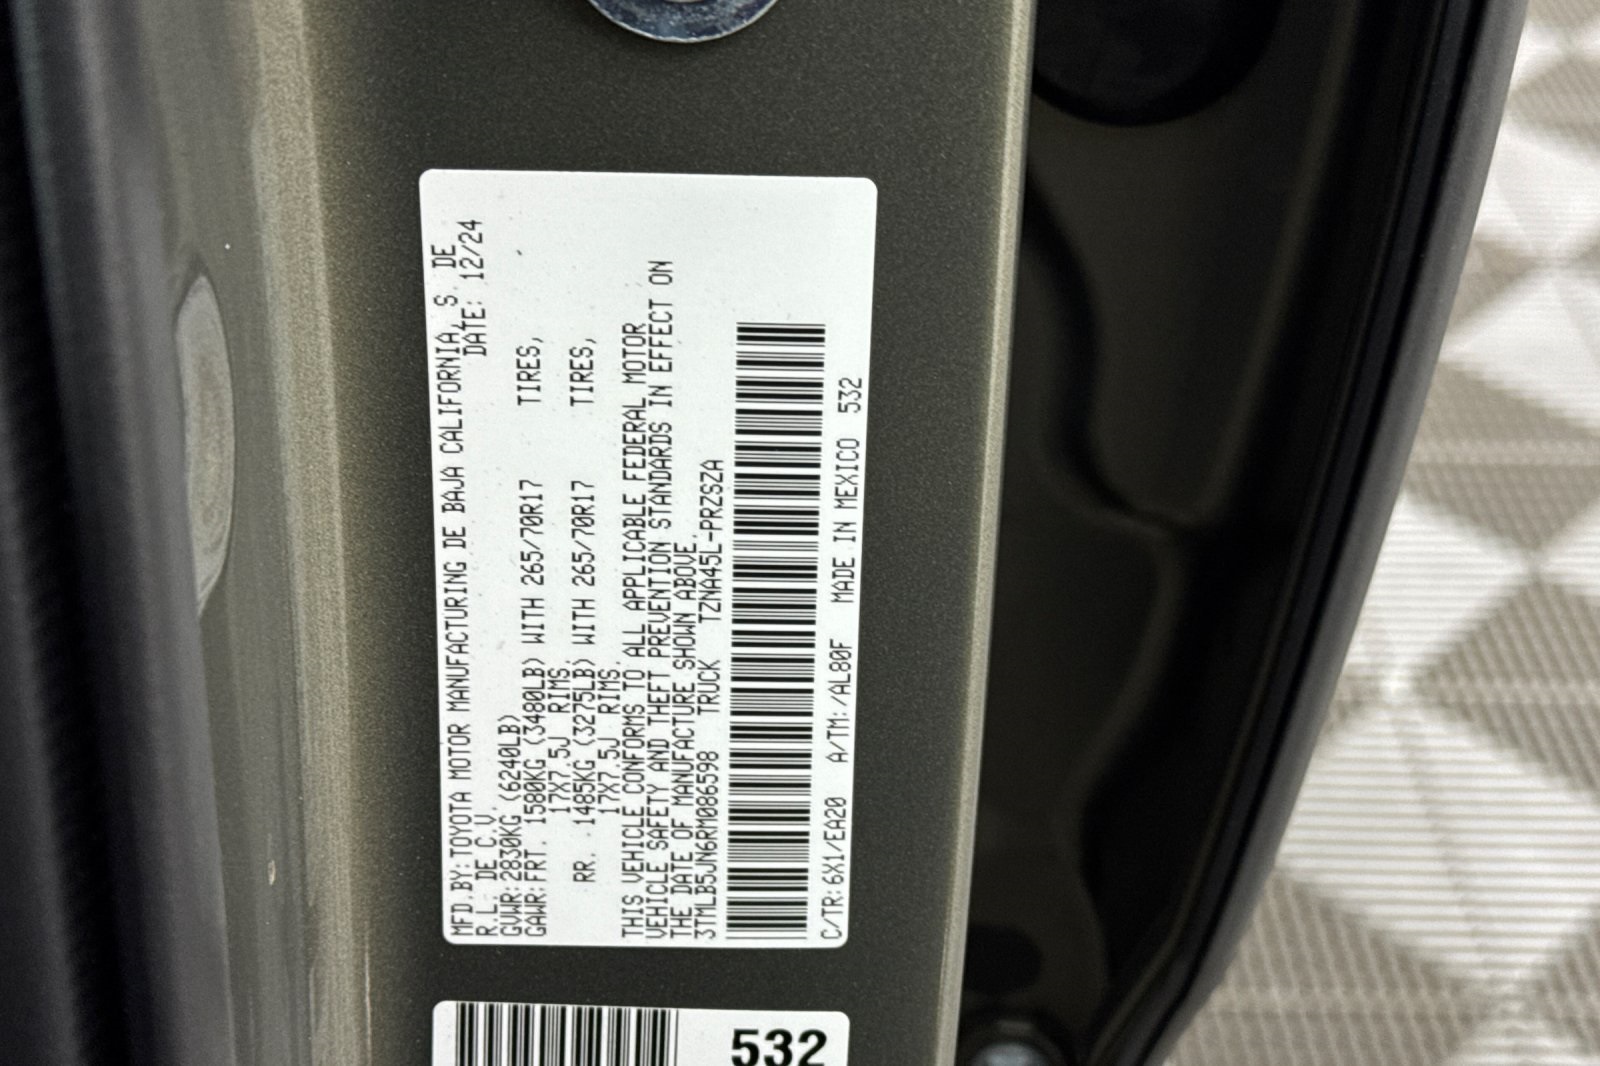 MFD.BY:TOYOTA MOTOR MANUFACTURING DE BAJA CALIFORNIA, S. DE
R.L. DE C.V. DATE: 12/24
GVWR:2830KG (6240LB)
GAWR:FRT. 1580KG (3480LB) WITH 265/70R17 TIRES,
17X7.5J RIMS,
RR. 1485KG (3275LB) WITH 265/70R17 TIRES,
17X7.5J RIMS.
THIS VEHICLE CONFORMS TO ALL APPLICABLE FEDERAL MOTOR
VEHICLE SAFETY AND THEFT PREVENTION STANDARDS IN EFFECT ON
THE DATE OF MANUFACTURE SHOWN ABOVE.
3TMLB5JN6RM086598 TRUCK TZNA45L-PRZSZA
C/TR:6X1/EA20 A/TM:/AL80F MADE IN MEXICO 532
532